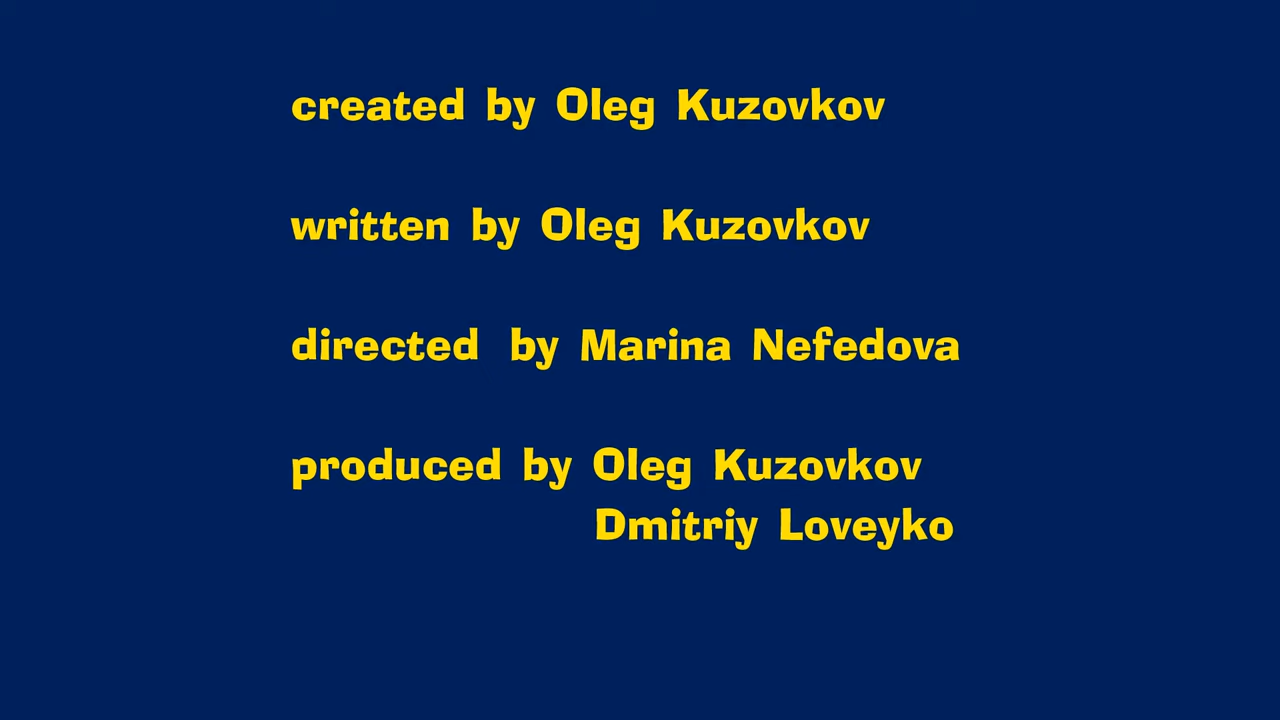 created by Oleg Kuzovkov
written by Oleg Kuzovkov
directed by Marina Nefedova
produced by Oleg Kuzovkov
Dmitriy Loveyko